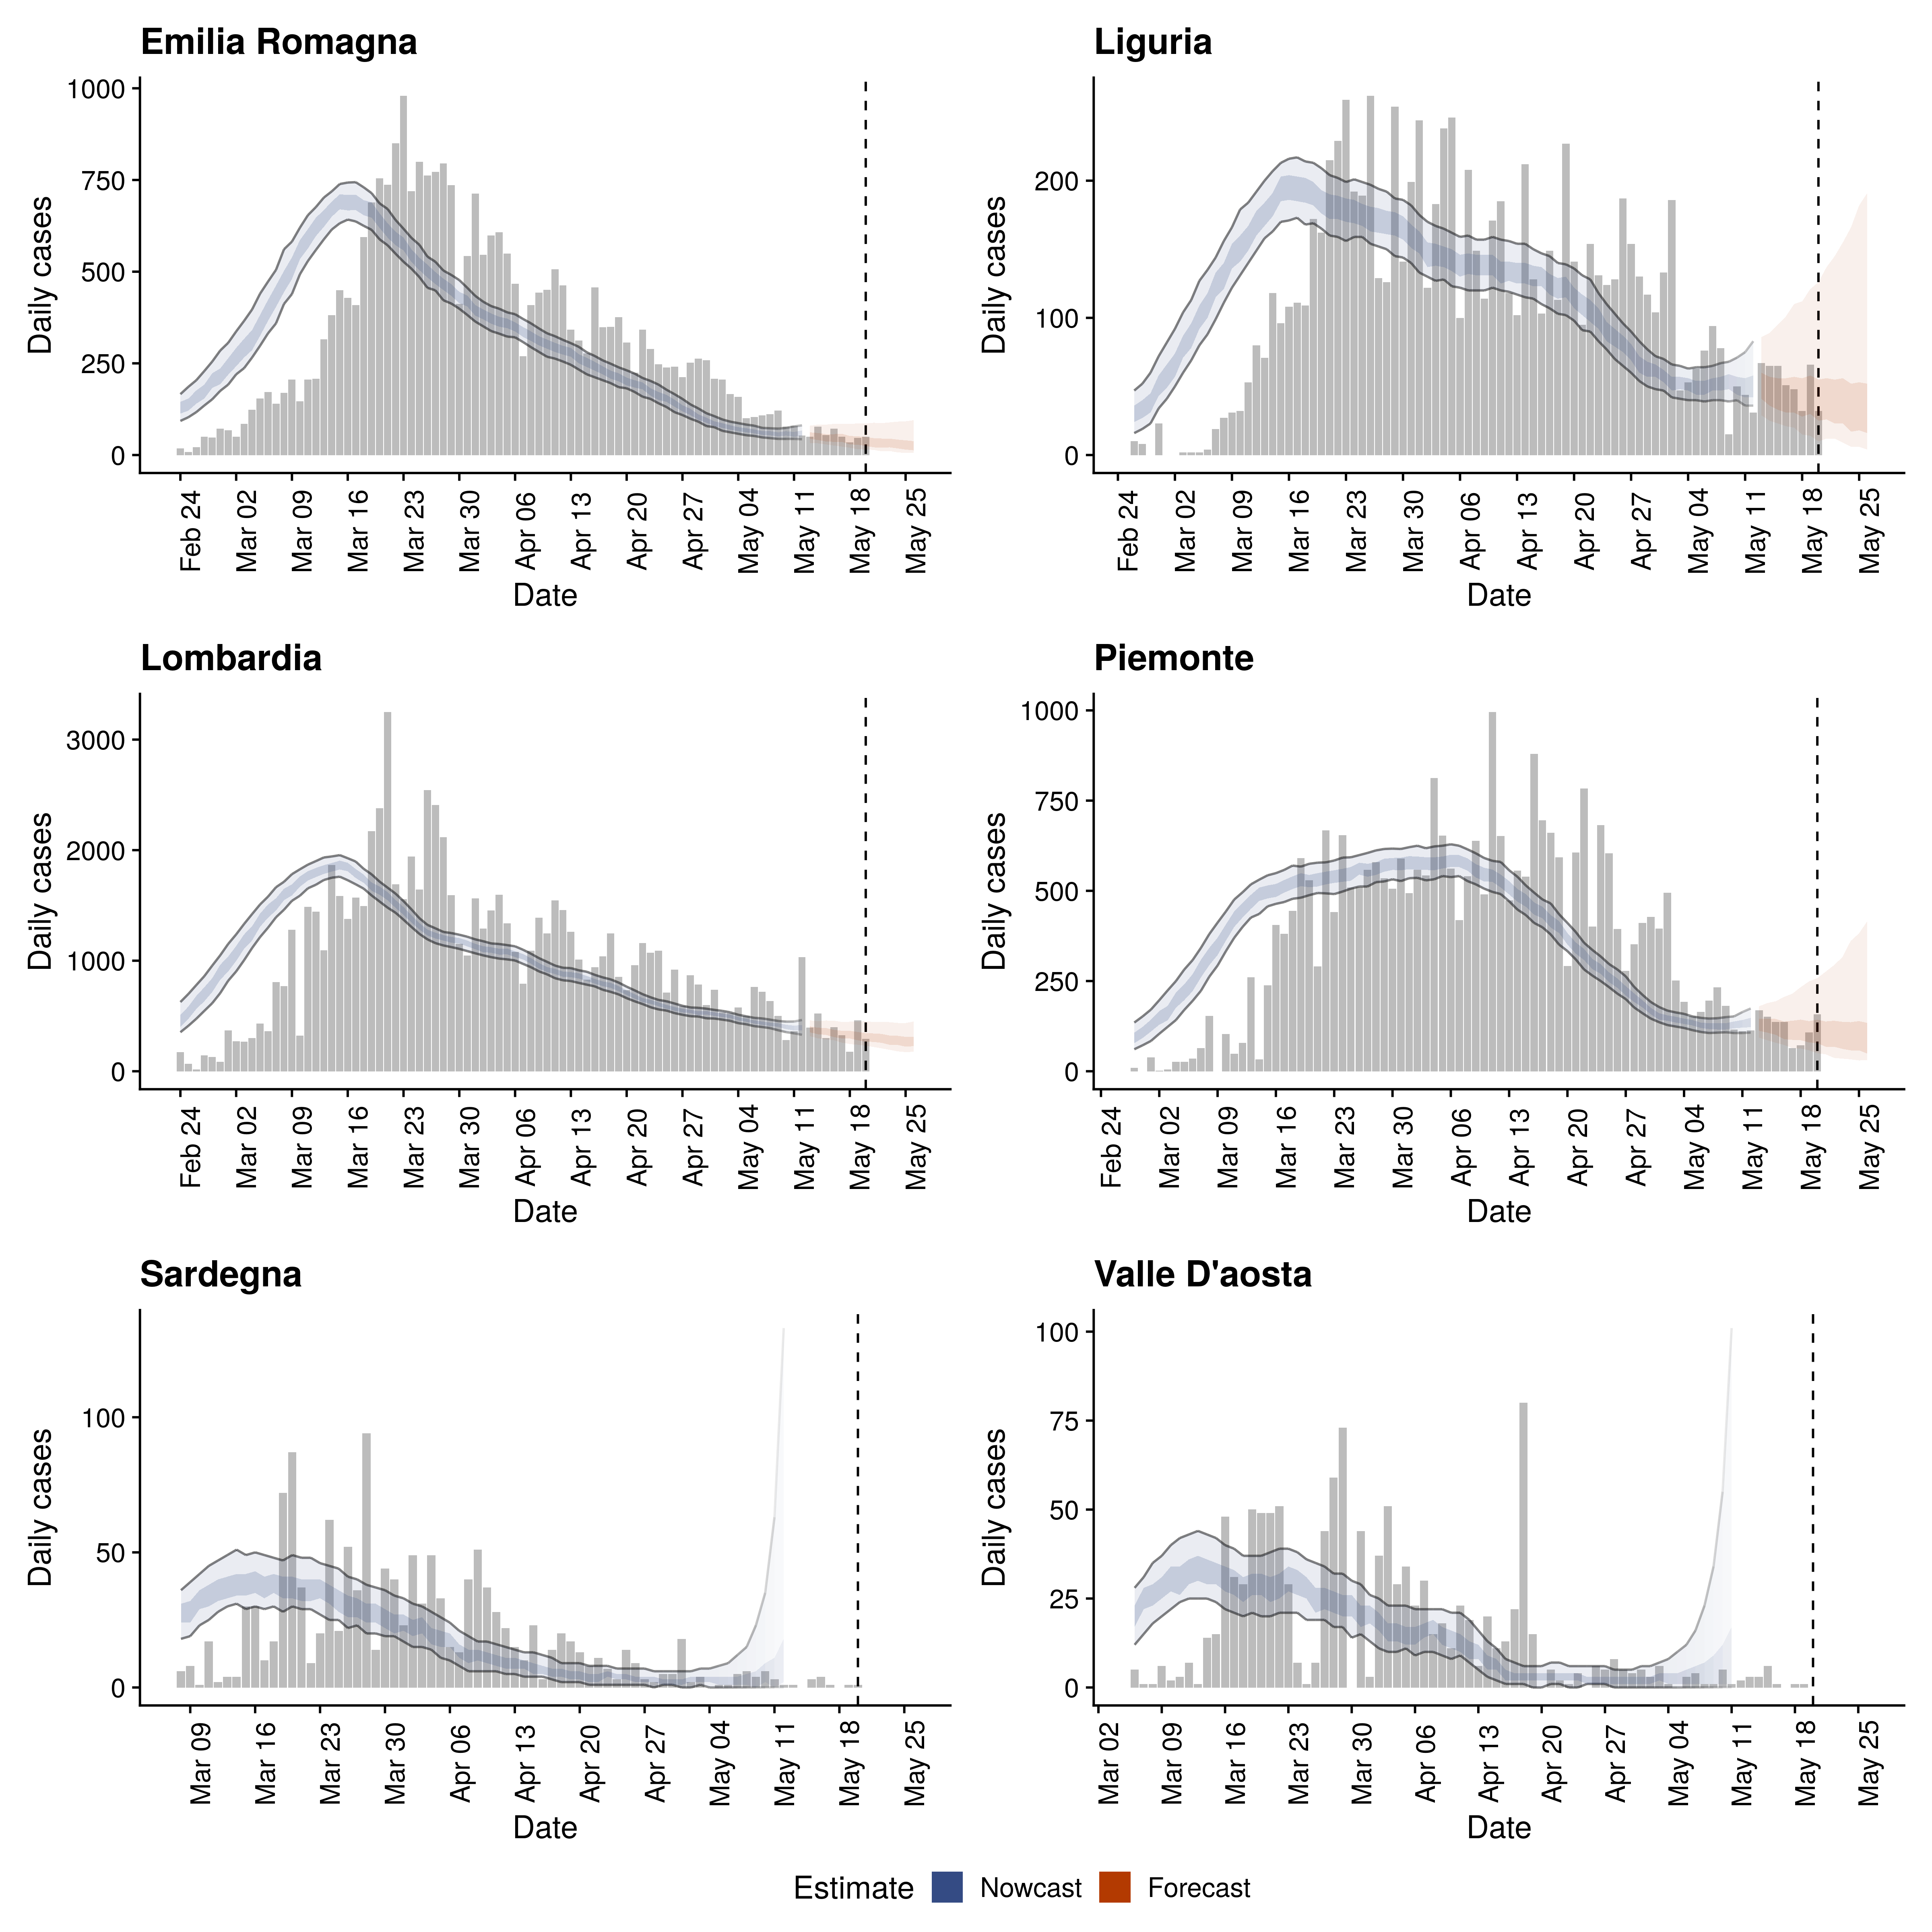 Emilia Romagna
Daily cases
1000
750
500
250
0
Feb 24
Mar 02
Mar 09
Mar 16
Mar 23
Mar 30
Apr 06
Apr 13
Apr 20
Apr 27
May 04
May 11
May 18
May 25
Date
Liguria
Daily cases
200
100
0
Feb 24
Mar 02
Mar 09
Mar 16
Mar 23
Mar 30
Apr 06
Apr 13
Apr 20
Apr 27
May 04
May 11
May 18
May 25
Date
Lombardia
Daily cases
3000
2000
1000
0
Feb 24
Mar 02
Mar 09
Mar 16
Mar 23
Mar 30
Apr 06
Apr 13
Apr 20
Apr 27
May 04
May 11
May 18
May 25
Date
Piemonte
Daily cases
1000
750
500
250
0
Feb 24
Mar 02
Mar 09
Mar 16
Mar 23
Mar 30
Apr 06
Apr 13
Apr 20
Apr 27
May 04
May 11
May 18
May 25
Date
Sardegna
Daily cases
100
50
0
Mar 09
Mar 16
Mar 23
Mar 30
Apr 06
Apr 13
Apr 20
Apr 27
May 04
May 11
May 18
May 25
Date
Valle D'aosta
Daily cases
100
75
50
25
0
Mar 02
Mar 09
Mar 16
Mar 23
Mar 30
Apr 06
Apr 13
Apr 20
Apr 27
May 04
May 11
May 18
May 25
Date
Estimate Nowcast Forecast